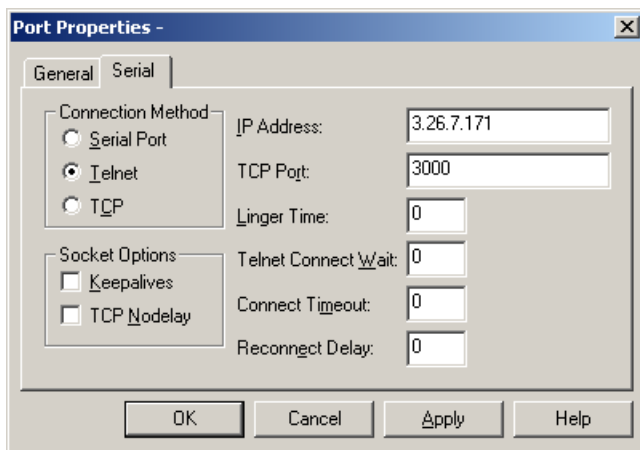 Port Properties -
General
Serial
Connection Method
Serial Port
Telnet
TCP
Socket Options
Keepalives
TCP Nodelay
IP Address: 3.26.7.171
TCP Port: 3000
Linger Time: 0
Telnet Connect Wait: 0
Connect Timeout: 0
Reconnect Delay: 0
OK
Cancel
Apply
Help